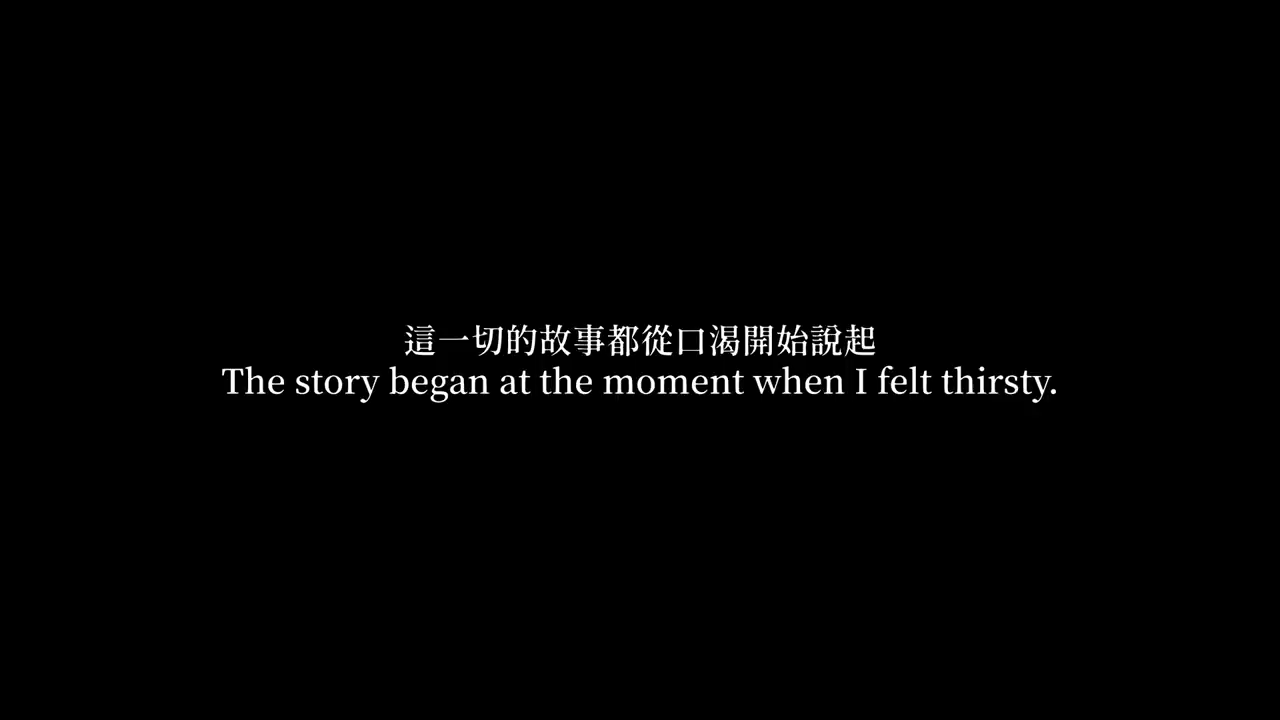 這一切的故事都從口渴開始說起
The story began at the moment when I felt thirsty.